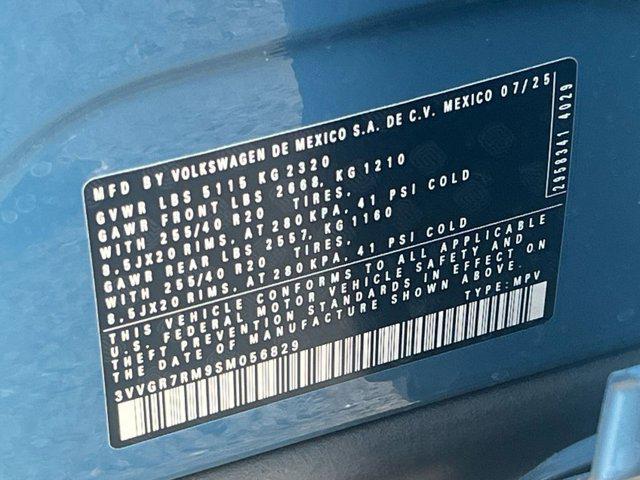 MFD BY VOLKSWAGEN DE MEXICO S.A. DE C.V. MEXICO 07/25
GVWR LBS 5115 KG 2320
GAWR FRONT LBS 2668, KG 1210
WITH 255/40 R20 TIRES.
8.5JX20 RIMS, AT 280 KPA, 41 PSI COLD
GAWR REAR LBS 2557, KG 1160
WITH 255/40 R20 TIRES.
8.5JX20 RIMS, AT 280 KPA, 41 PSI COLD
THIS VEHICLE CONFORMS TO ALL APPLICABLE
U.S. FEDERAL MOTOR VEHICLE SAFETY AND
THEFT PREVENTION STANDARDS IN EFFECT ON
THE DATE OF MANUFACTURE SHOWN ABOVE.
3VVGR7RM9SM056829 TYPE: MPV
2958341 4029